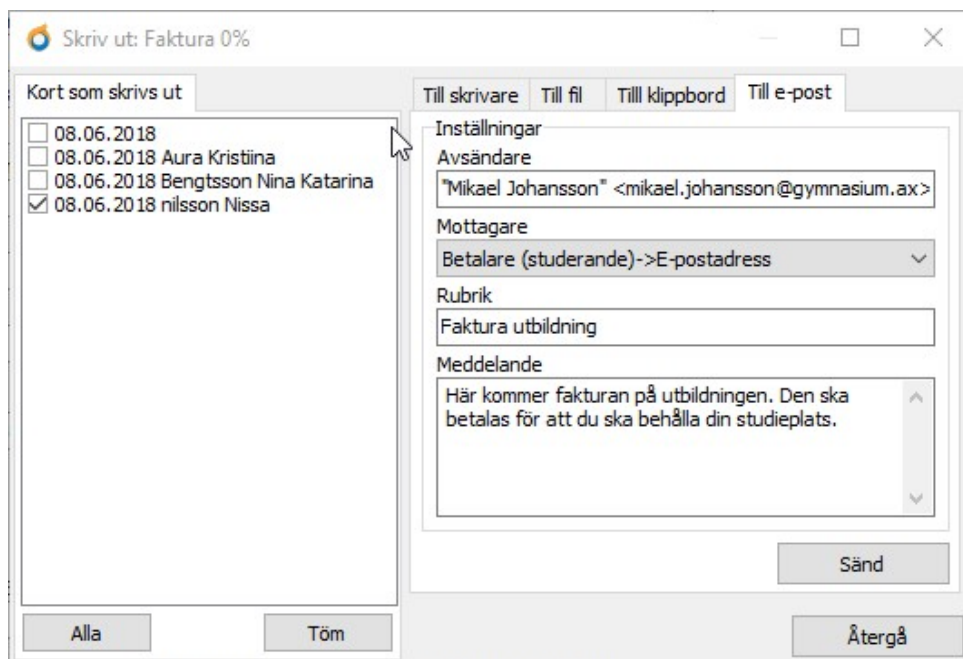 Skriv ut: Faktura 0%
Kort som skrivs ut
08.06.2018
08.06.2018 Aura Kristiina
08.06.2018 Bengtsson Nina Katarina
08.06.2018 nilsson Nissa
Alla
Töm
Till skrivare
Till fil
Tilll klippbord
Till e-post
Inställningar
Avsändare
"Mikael Johansson" <mikael.johansson@gymnasium.ax>
Mottagare
Betalare (studerande)->E-postadress
Rubrik
Faktura utbildning
Meddelande
Här kommer fakturan på utbildningen. Den ska
betalas för att du ska behålla din studieplats.
Sänd
Återgå